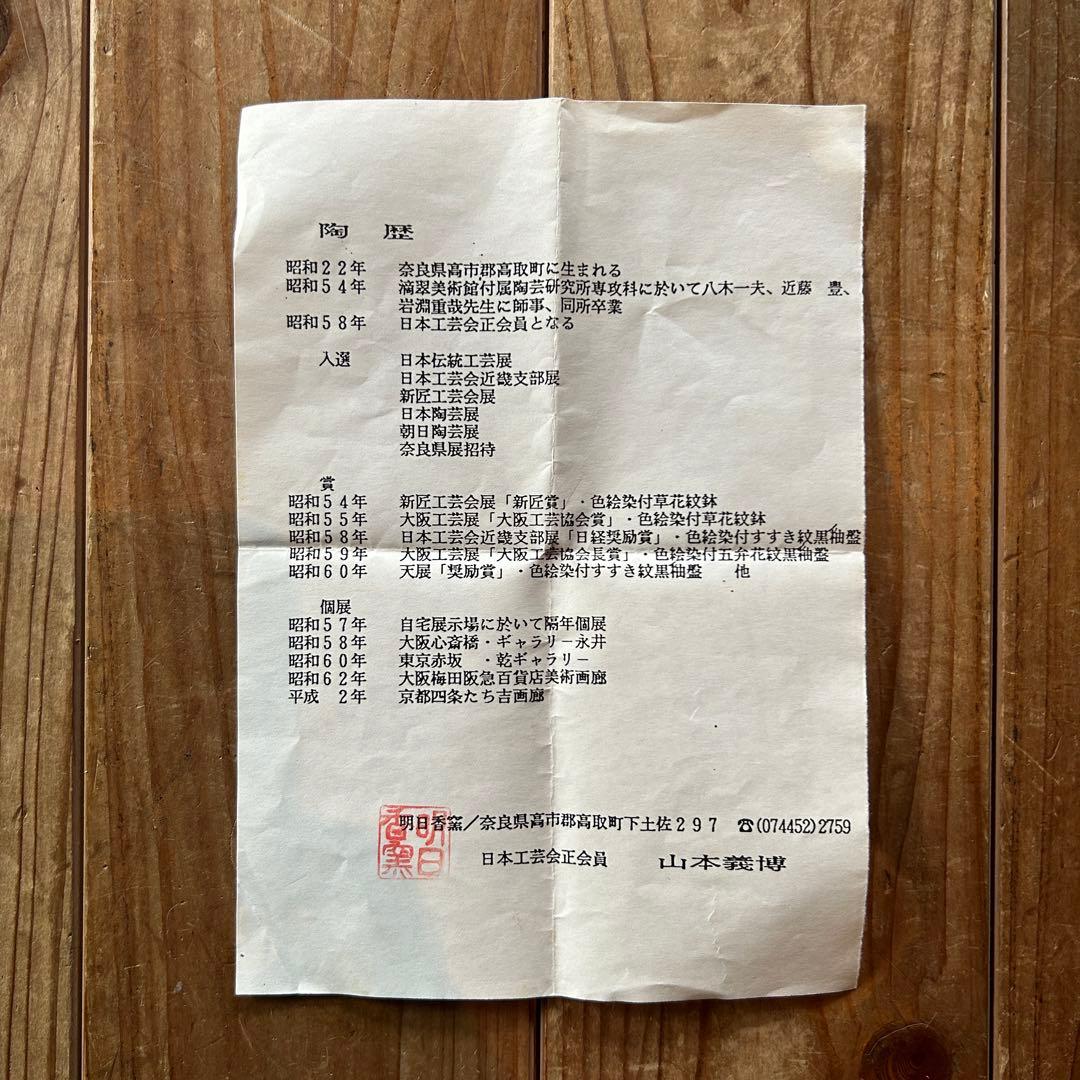 陶　歴
昭和２２年　奈良県高市郡高取町に生まれる
昭和５４年　滴翠美術館付属陶芸研究所専攻科に於いて八木一夫、近藤　豊、
岩淵重哉先生に師事、同所卒業
昭和５８年　日本工芸会正会員となる
入選　日本伝統工芸展
日本工芸会近畿支部展
新匠工芸会展
日本陶芸展
朝日陶芸展
奈良県展招待
賞
昭和５４年　新匠工芸会展「新匠賞」・色絵染付草花紋鉢
昭和５５年　大阪工芸展「大阪工芸協会賞」・色絵染付草花紋鉢
昭和５８年　日本工芸会近畿支部展「日経奨励賞」・色絵染付すすき紋黒釉盤
昭和５９年　大阪工芸展「大阪工芸協会長賞」・色絵染付五弁花紋黒釉盤
昭和６０年　天展「奨励賞」・色絵染付すすき紋黒釉盤　他
個展
昭和５７年　自宅展示場に於いて隔年個展
昭和５８年　大阪心斎橋・ギャラリー永井
昭和６０年　東京赤坂　・乾ギャラリー
昭和６２年　大阪梅田阪急百貨店美術画廊
平成　２年　京都四条たち吉画廊
明日香窯／奈良県高市郡高取町下土佐２９７　☎(074452)2759
日本工芸会正会員　山本義博
明日香窯